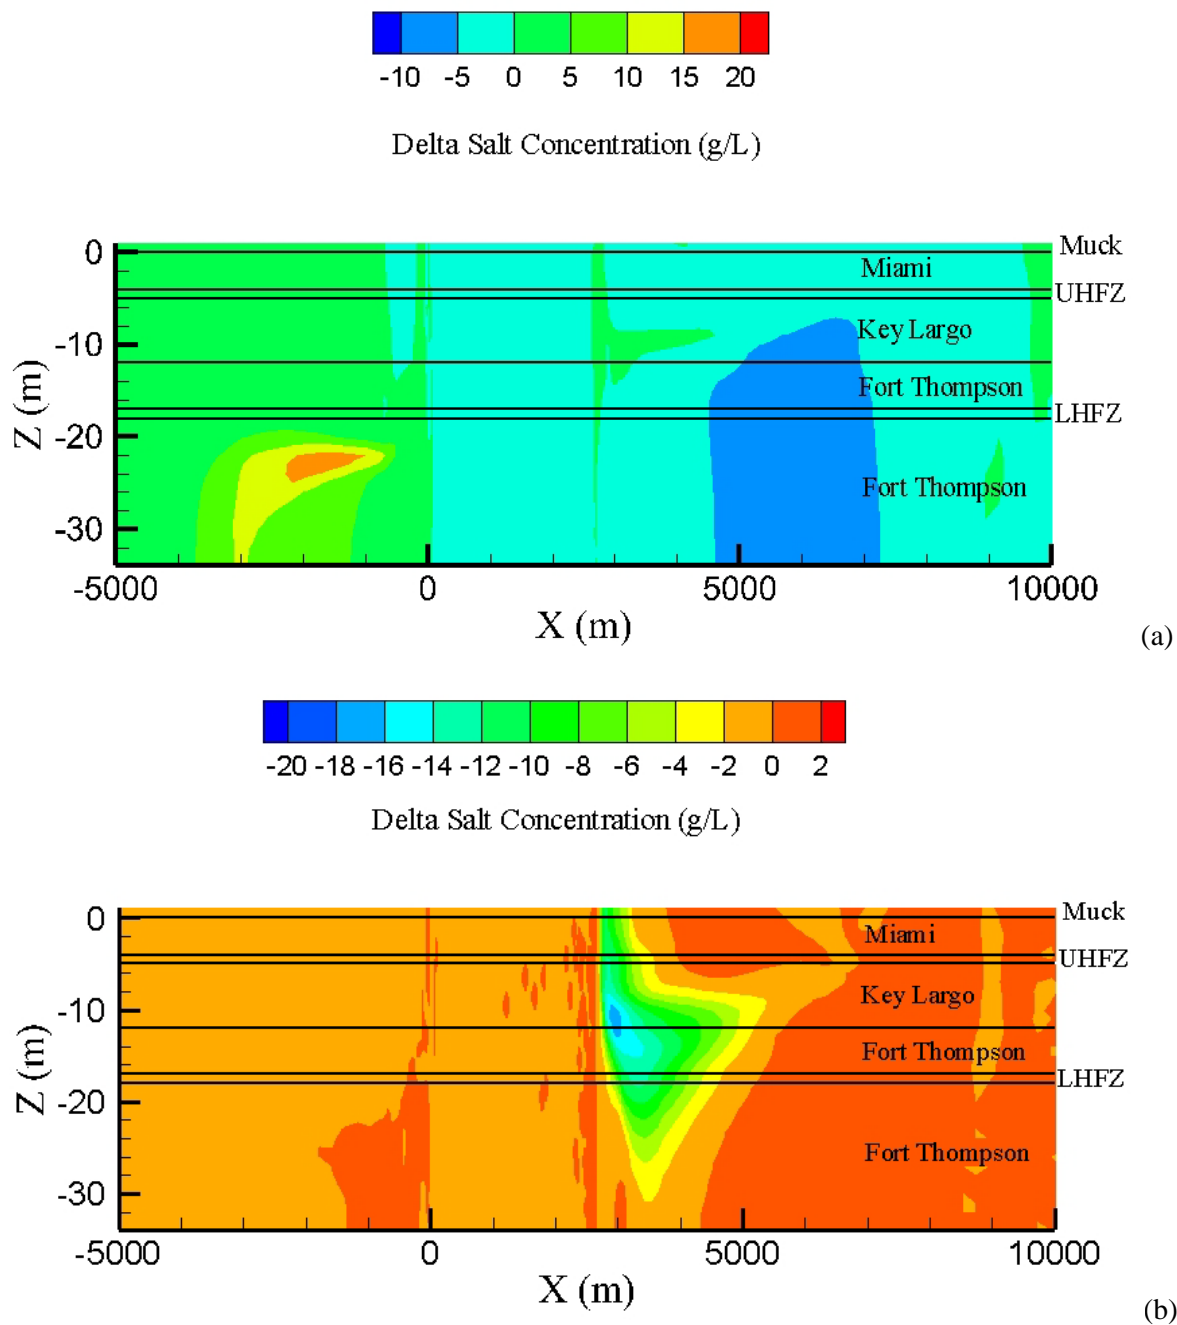 -10 -5 0 5 10 15 20
Delta Salt Concentration (g/L)
0
-10
-20
-30
Z (m)
Muck
Miami
UHFZ
Key Largo
Fort Thompson
LHFZ
Fort Thompson
-5000 0 5000 10000
X (m)
(a)
-20 -18 -16 -14 -12 -10 -8 -6 -4 -2 0 2
Delta Salt Concentration (g/L)
0
-10
-20
-30
Z (m)
Muck
Miami
UHFZ
Key Largo
Fort Thompson
LHFZ
Fort Thompson
-5000 0 5000 10000
X (m)
(b)